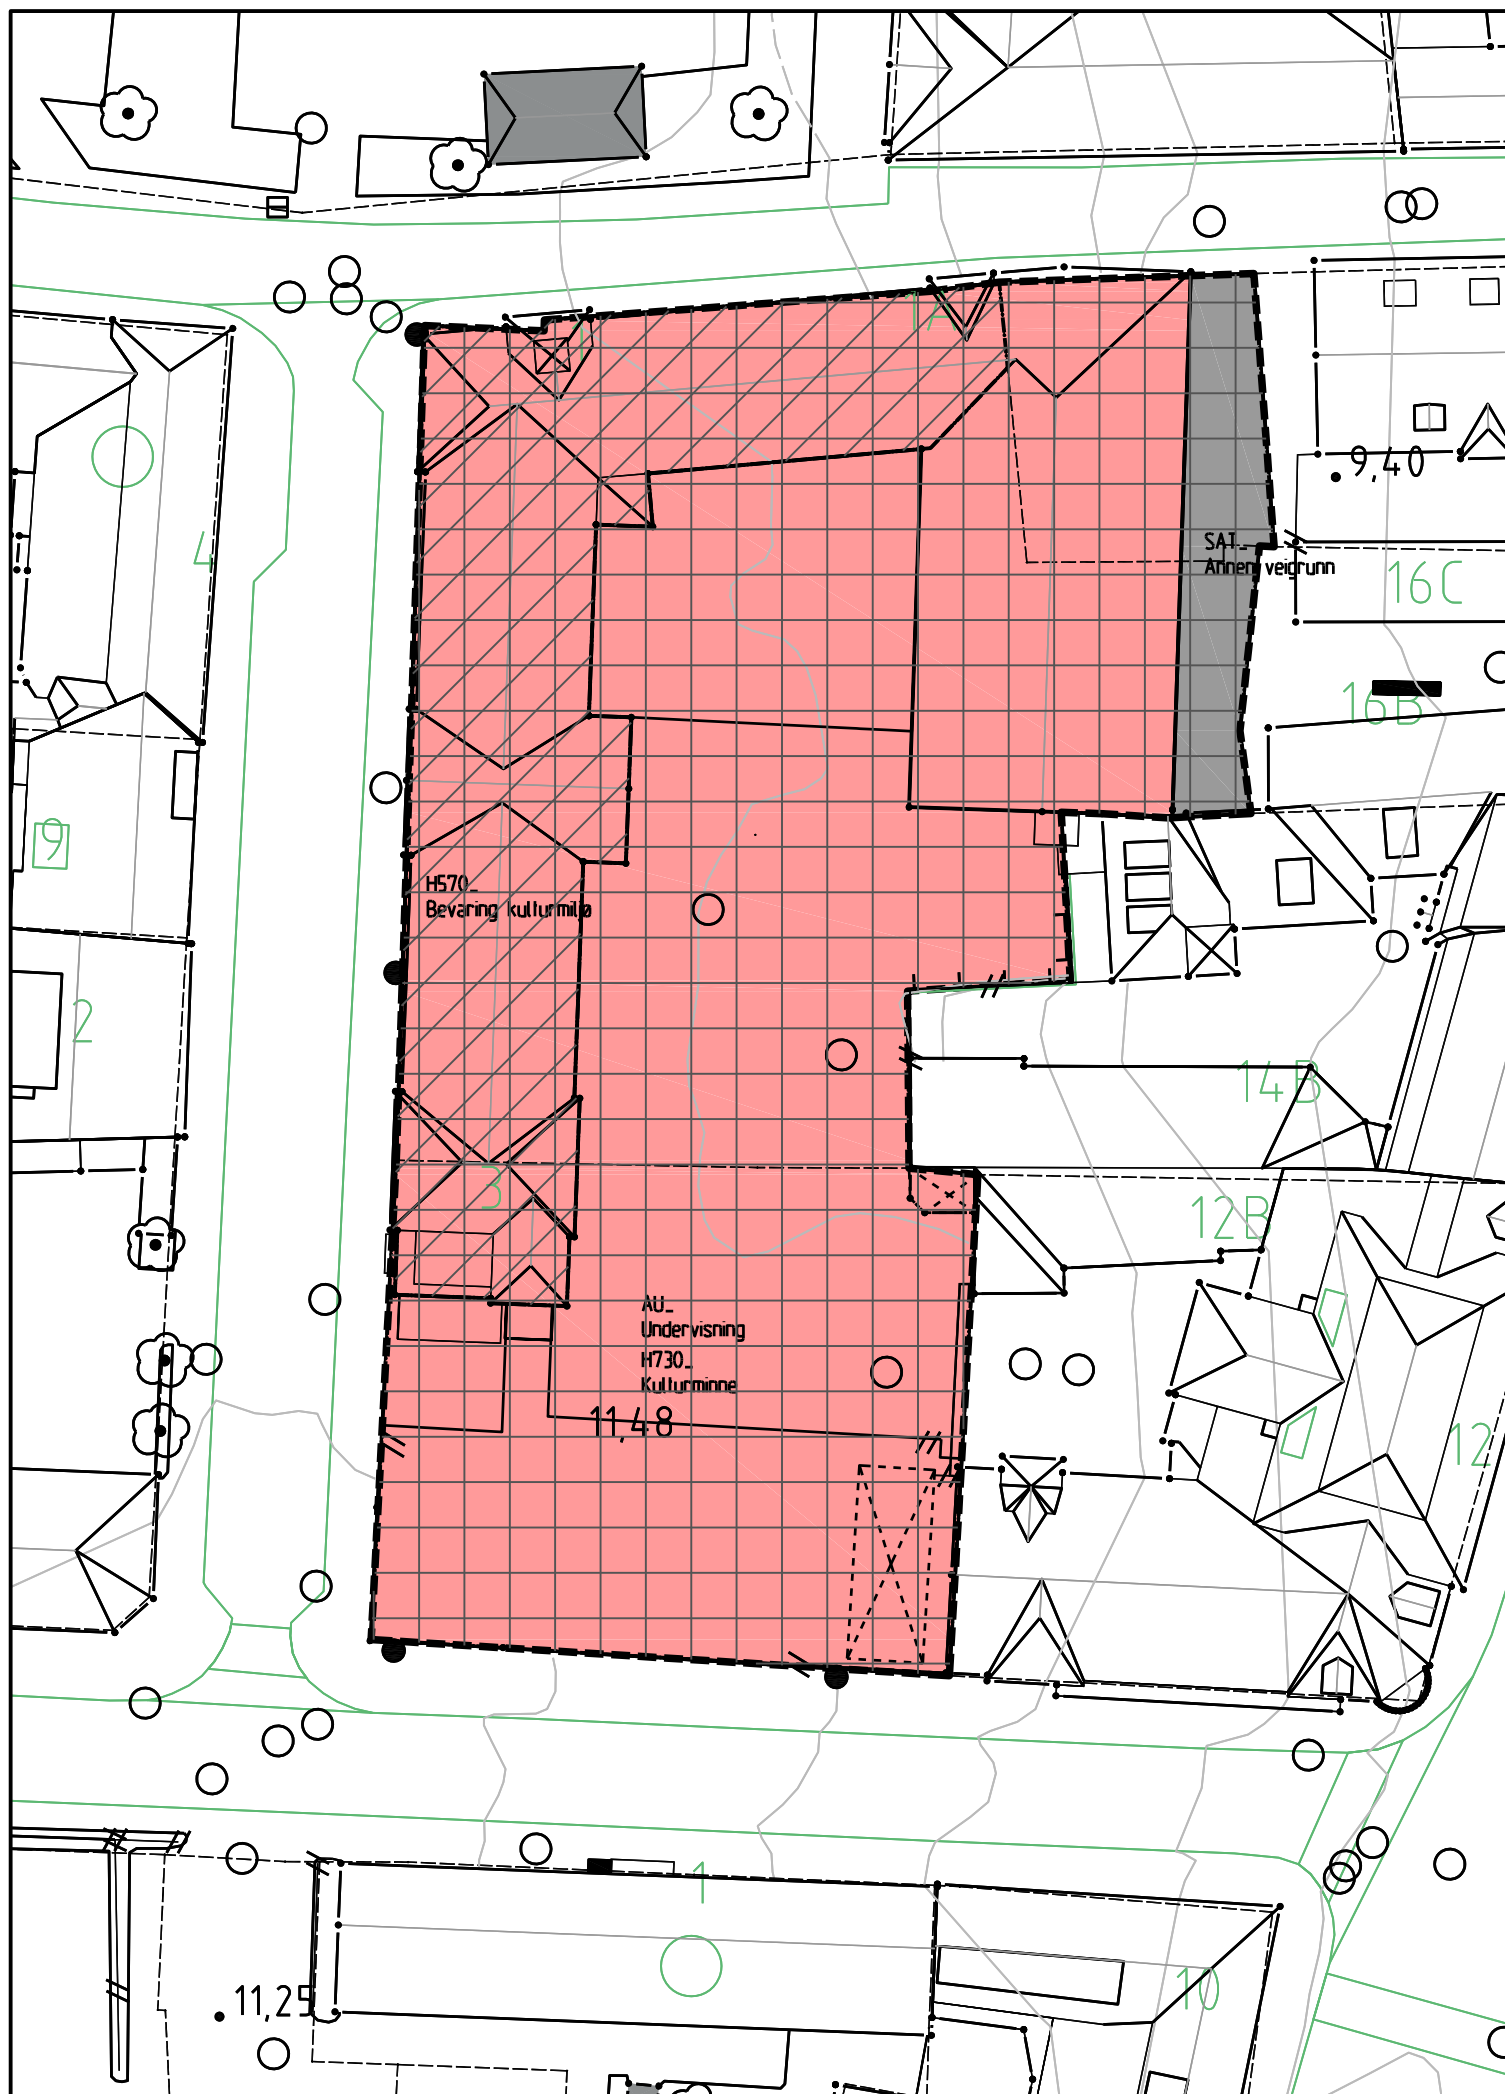 1
1A
9,40
4
SAT_
Annen veigrunn
16C
16B
9
H570_
Bevaring kulturmiljø
2
14B
3
12B
AU_
Undervisning
H730_
Kulturminne
11,48
12
1
10
11,25